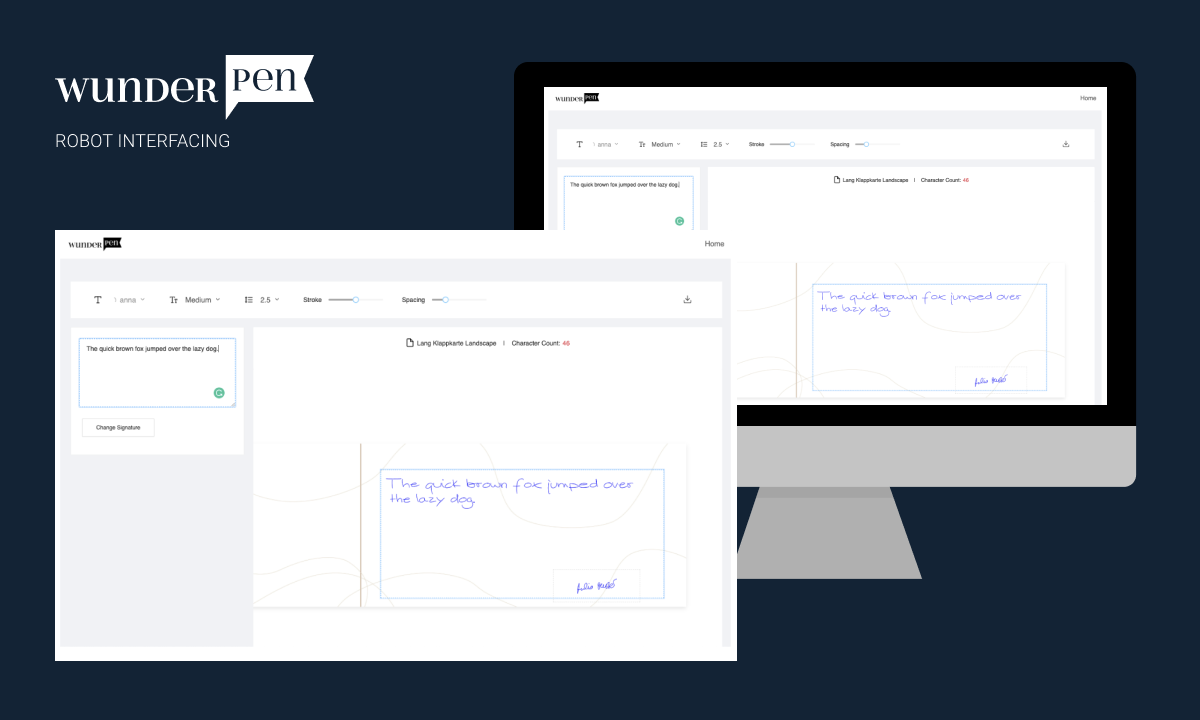 WUNDER PEN
ROBOT INTERFACING
WUNDER PEN
Home
1 anna
Medium
2.5
Stroke
Spacing
The quick brown fox jumped over the lazy dog.
Lang Klappkarte Landscape | Character Count: 46
The quick brown fox jumped over
the lazy dog.
WUNDER PEN
Home
1 anna
Medium
2.5
Stroke
Spacing
The quick brown fox jumped over the lazy dog.
Change Signature
Lang Klappkarte Landscape | Character Count: 46
The quick brown fox jumped over
the lazy dog.